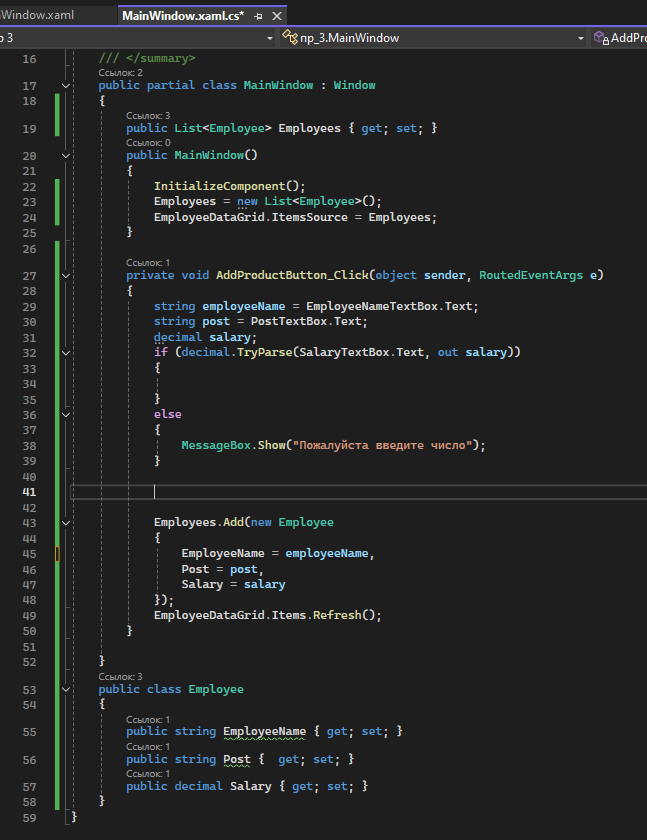 Window.xaml
MainWindow.xaml.cs*
р 3
пр_3.MainWindow
AddPro
16 /// </summary>
Ссылок: 2
17 public partial class MainWindow : Window
18 {
Ссылок: 3
19 public List<Employee> Employees { get; set; }
Ссылок: 0
20 public MainWindow()
21 {
22 InitializeComponent();
23 Employees = new List<Employee>();
24 EmployeeDataGrid.ItemsSource = Employees;
25 }
26
Ссылок: 1
27 private void AddProductButton_Click(object sender, RoutedEventArgs e)
28 {
29 string employeeName = EmployeeNameTextBox.Text;
30 string post = PostTextBox.Text;
31 decimal salary;
32 if (decimal.TryParse(SalaryTextBox.Text, out salary))
33 {
34
35 }
36 else
37 {
38 MessageBox.Show("Пожалуйста введите число");
39 }
40
41
42
43 Employees.Add(new Employee
44 {
45 EmployeeName = employeeName,
46 Post = post,
47 Salary = salary
48 });
49 EmployeeDataGrid.Items.Refresh();
50 }
51
52 }
Ссылок: 3
53 public class Employee
54 {
Ссылок: 1
55 public string EmployeeName { get; set; }
Ссылок: 1
56 public string Post {  get; set; }
Ссылок: 1
57 public decimal Salary { get; set; }
58 }
59 }